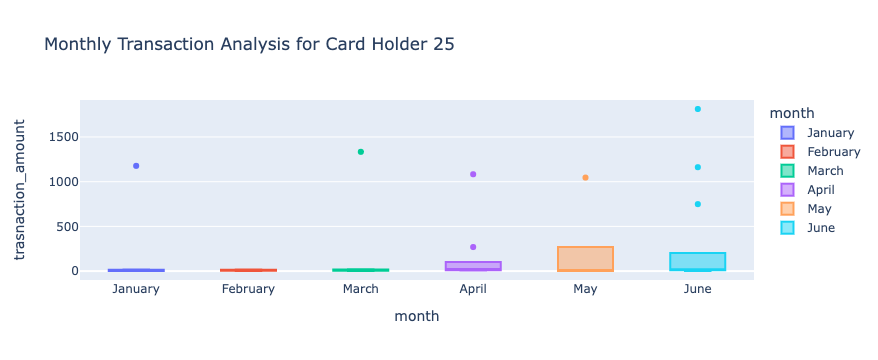 Monthly Transaction Analysis for Card Holder 25
trasnaction_amount
1500
1000
500
0
January February March April May June
month
month
January
February
March
April
May
June